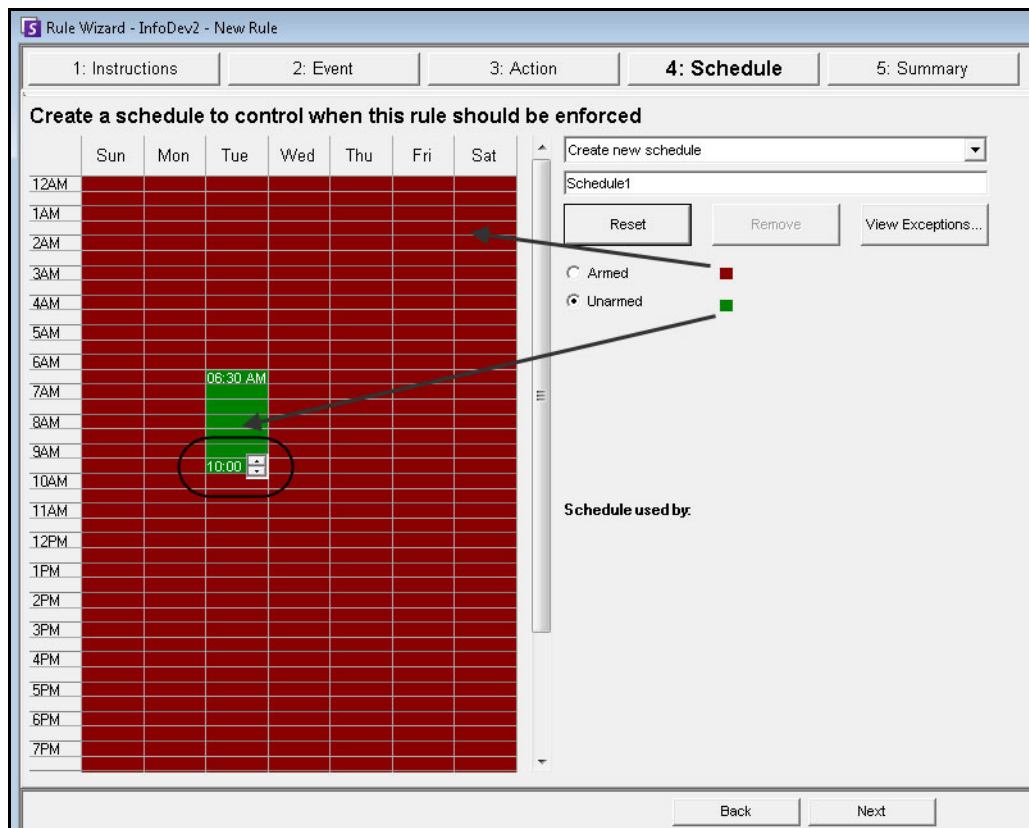 Rule Wizard - InfoDev2 - New Rule
1: Instructions 2: Event 3: Action 4: Schedule 5: Summary
Create a schedule to control when this rule should be enforced
Sun Mon Tue Wed Thu Fri Sat
Create new schedule
Schedule1
Reset Remove View Exceptions...
Armed
Unarmed
12AM
1AM
2AM
3AM
4AM
5AM
6AM
06:30 AM
7AM
8AM
9AM
10:00
10AM
11AM
Schedule used by:
12PM
1PM
2PM
3PM
4PM
5PM
6PM
7PM
Back Next